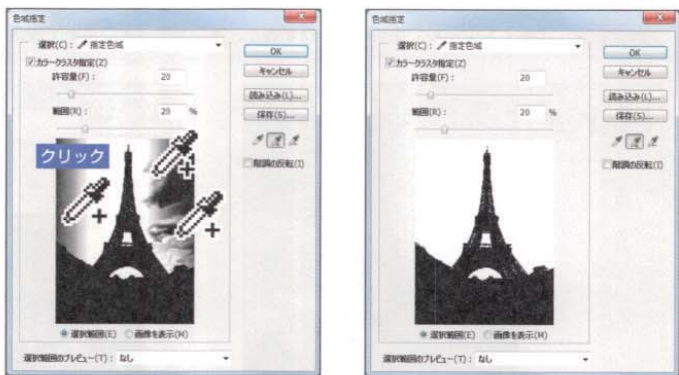 色域指定
選択(C): 指定色域
カラークラスタ指定(Z)
許容量(F): 20
範囲(R): 20 %
クリック
選択範囲(E) 画像を表示(M)
選択範囲のプレビュー(T): なし
OK
キャンセル
読み込み(L)...
保存(S)...
階調の反転(I)
色域指定
選択(C): 指定色域
カラークラスタ指定(Z)
許容量(F): 20
範囲(R): 20 %
選択範囲(E) 画像を表示(M)
選択範囲のプレビュー(T): なし
OK
キャンセル
読み込み(L)...
保存(S)...
階調の反転(I)